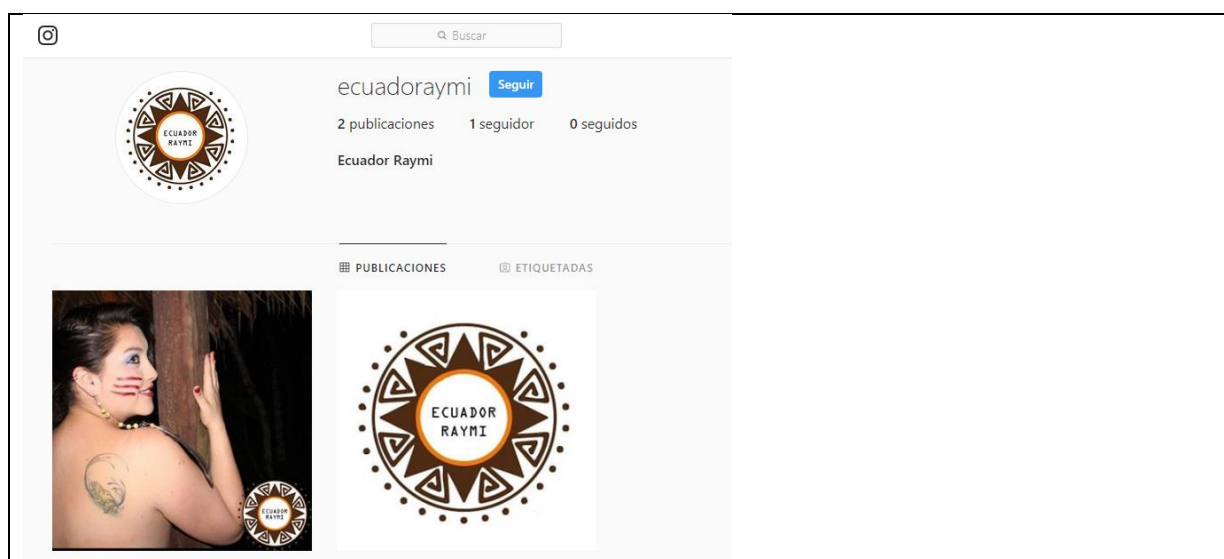 Buscar
ECUADOR
RAYMI
ecuadoraymi Seguir
2 publicaciones 1 seguidor 0 seguidos
Ecuador Raymi
PUBLICACIONES ETIQUETADAS
ECUADOR
RAYMI
ECUADOR
RAYMI